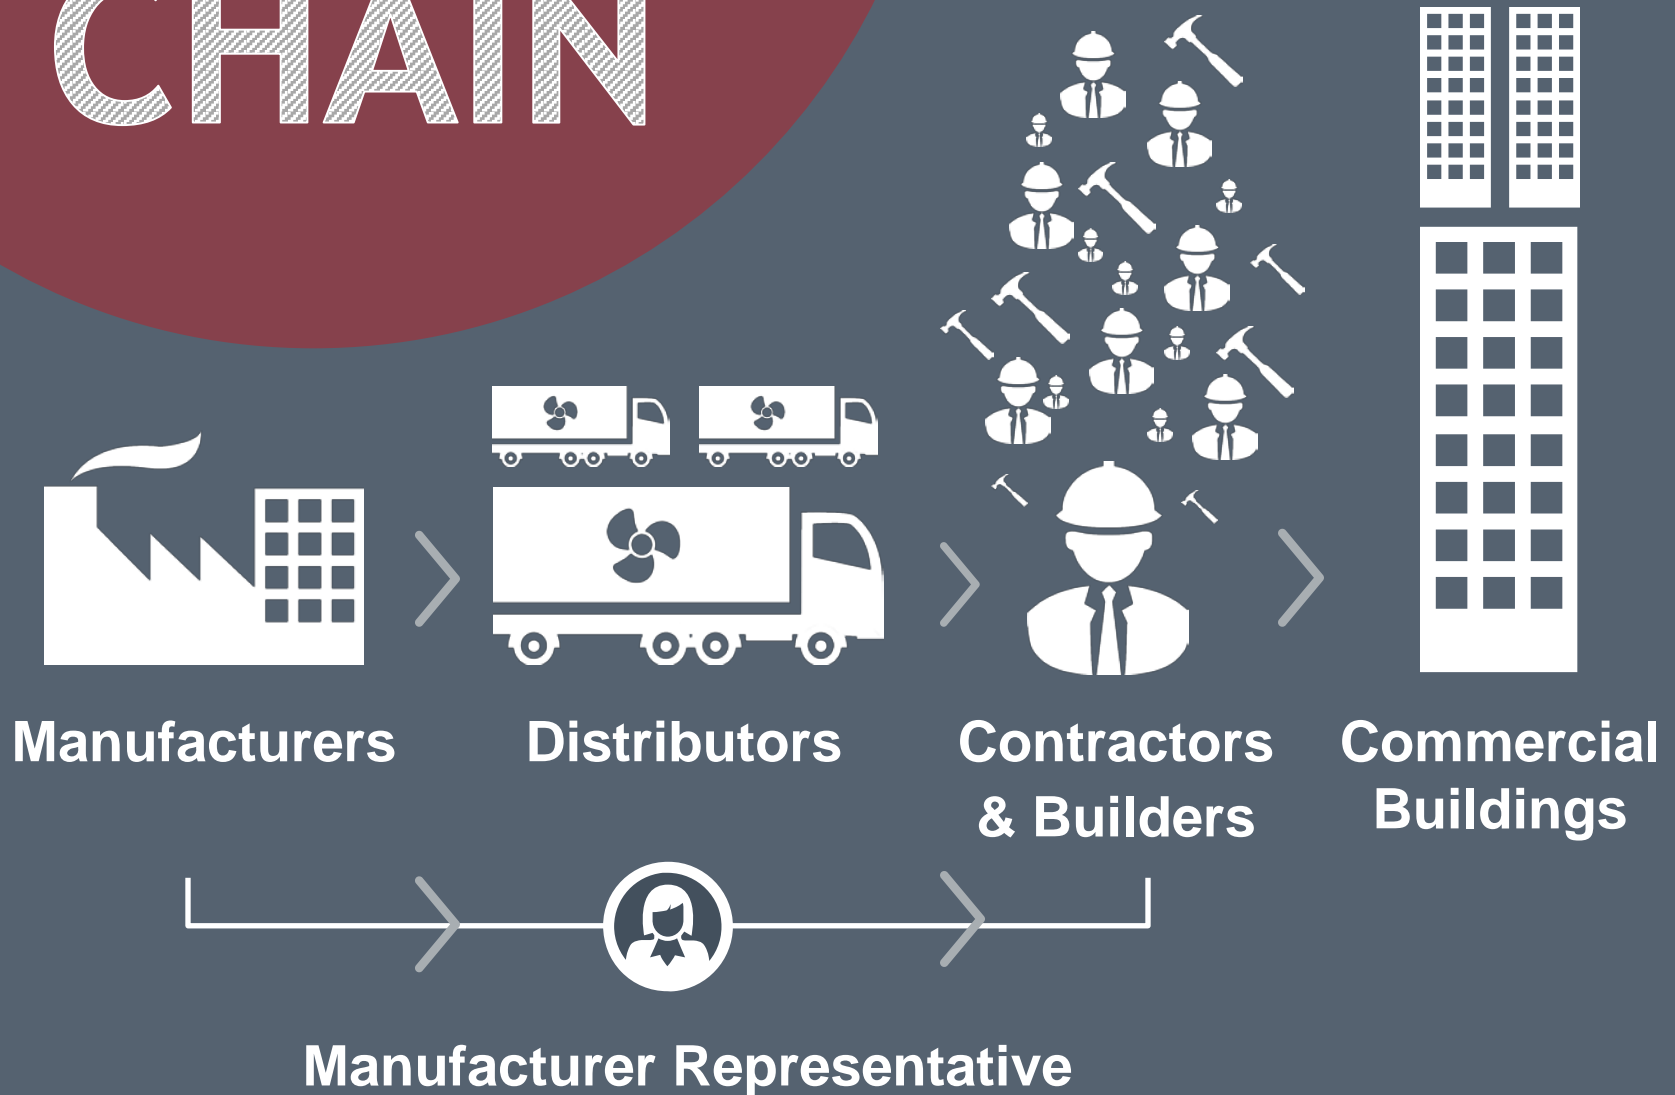 CHAIN
Manufacturers
Distributors
Contractors
& Builders
Commercial
Buildings
Manufacturer Representative